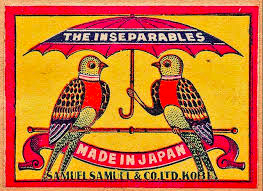 THE INSEPARABLES
MADE IN JAPAN
SAMUEL SAMUEL & CO. LTD. KOBE